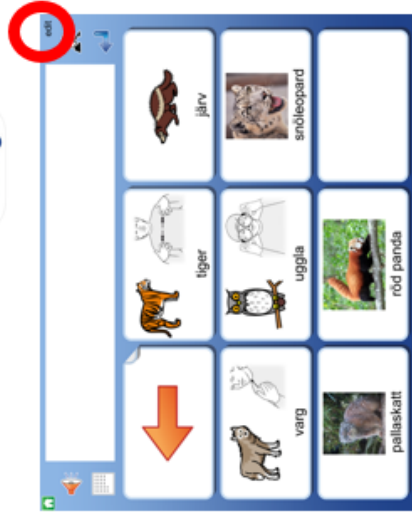 edit
tiger
järv
varg
uggla
snöleopard
pallaskatt
röd panda